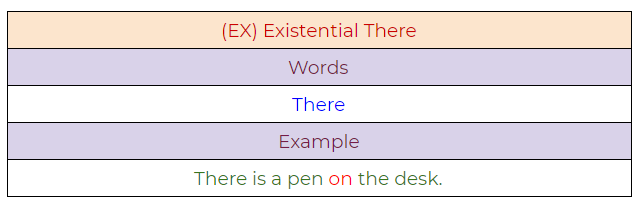 (EX) Existential There
Words
There
Example
There is a pen on the desk.